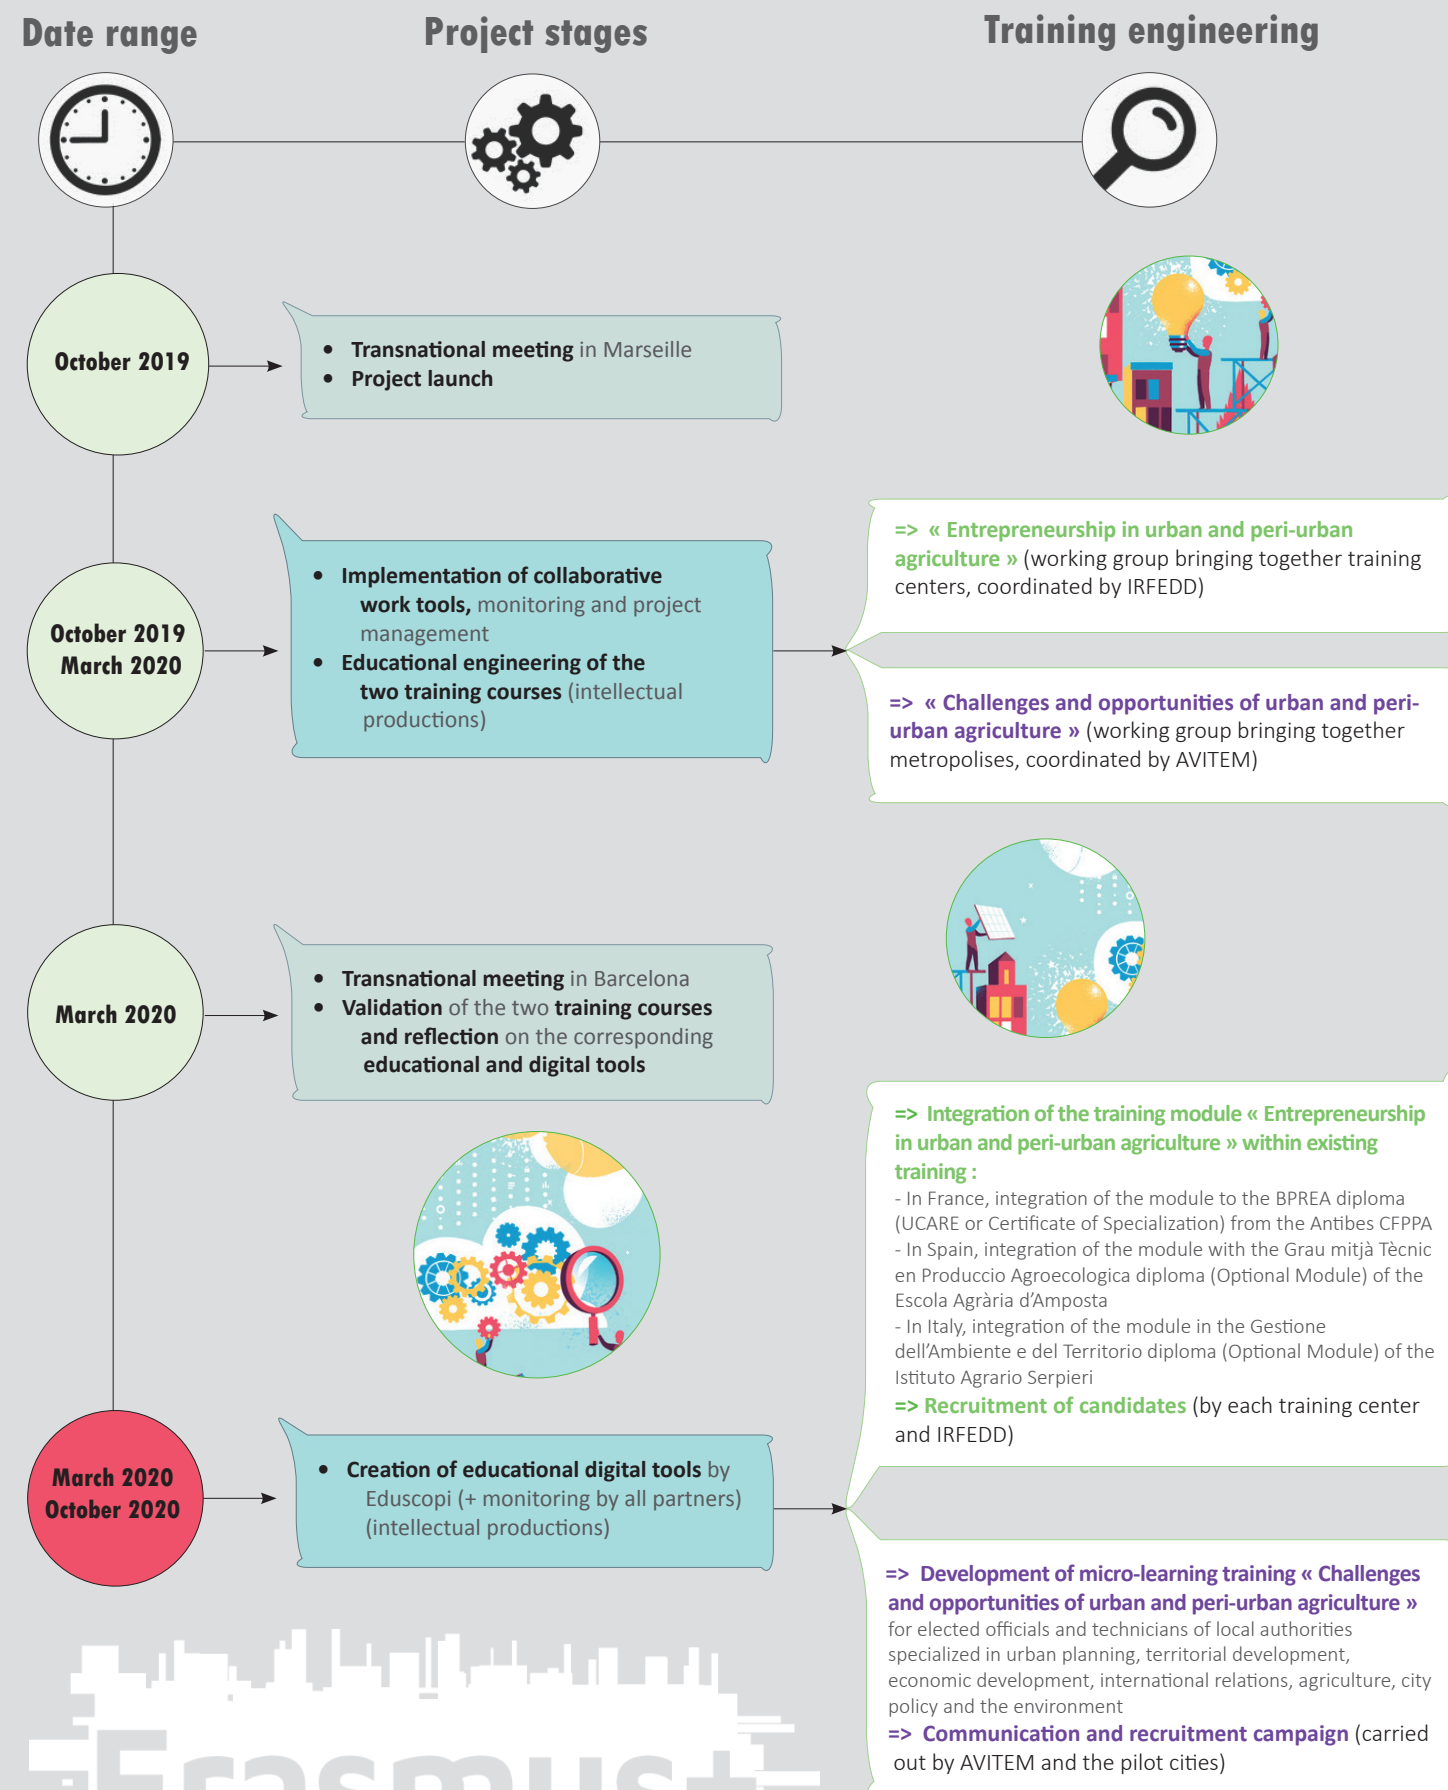 Date range
Project stages
Training engineering
October 2019
• Transnational meeting in Marseille
• Project launch
October 2019
March 2020
• Implementation of collaborative
work tools, monitoring and project
management
• Educational engineering of the
two training courses (intellectual
productions)
=> « Entrepreneurship in urban and peri-urban
agriculture » (working group bringing together training
centers, coordinated by IRFEDD)
=> « Challenges and opportunities of urban and peri-
urban agriculture » (working group bringing together
metropolises, coordinated by AVITEM)
March 2020
• Transnational meeting in Barcelona
• Validation of the two training courses
and reflection on the corresponding
educational and digital tools
=> Integration of the training module « Entrepreneurship
in urban and peri-urban agriculture » within existing
training :
- In France, integration of the module to the BPREA diploma
(UCARE or Certificate of Specialization) from the Antibes CFPPA
- In Spain, integration of the module with the Grau mitjà Tècnic
en Produccio Agroecologica diploma (Optional Module) of the
Escola Agrària d'Amposta
- In Italy, integration of the module in the Gestione
dell'Ambiente e del Territorio diploma (Optional Module) of the
Istituto Agrario Serpieri
=> Recruitment of candidates (by each training center
and IRFEDD)
March 2020
October 2020
• Creation of educational digital tools by
Eduscopi (+ monitoring by all partners)
(intellectual productions)
=> Development of micro-learning training « Challenges
and opportunities of urban and peri-urban agriculture »
for elected officials and technicians of local authorities
specialized in urban planning, territorial development,
economic development, international relations, agriculture, city
policy and the environment
=> Communication and recruitment campaign (carried
out by AVITEM and the pilot cities)
Erasmus+